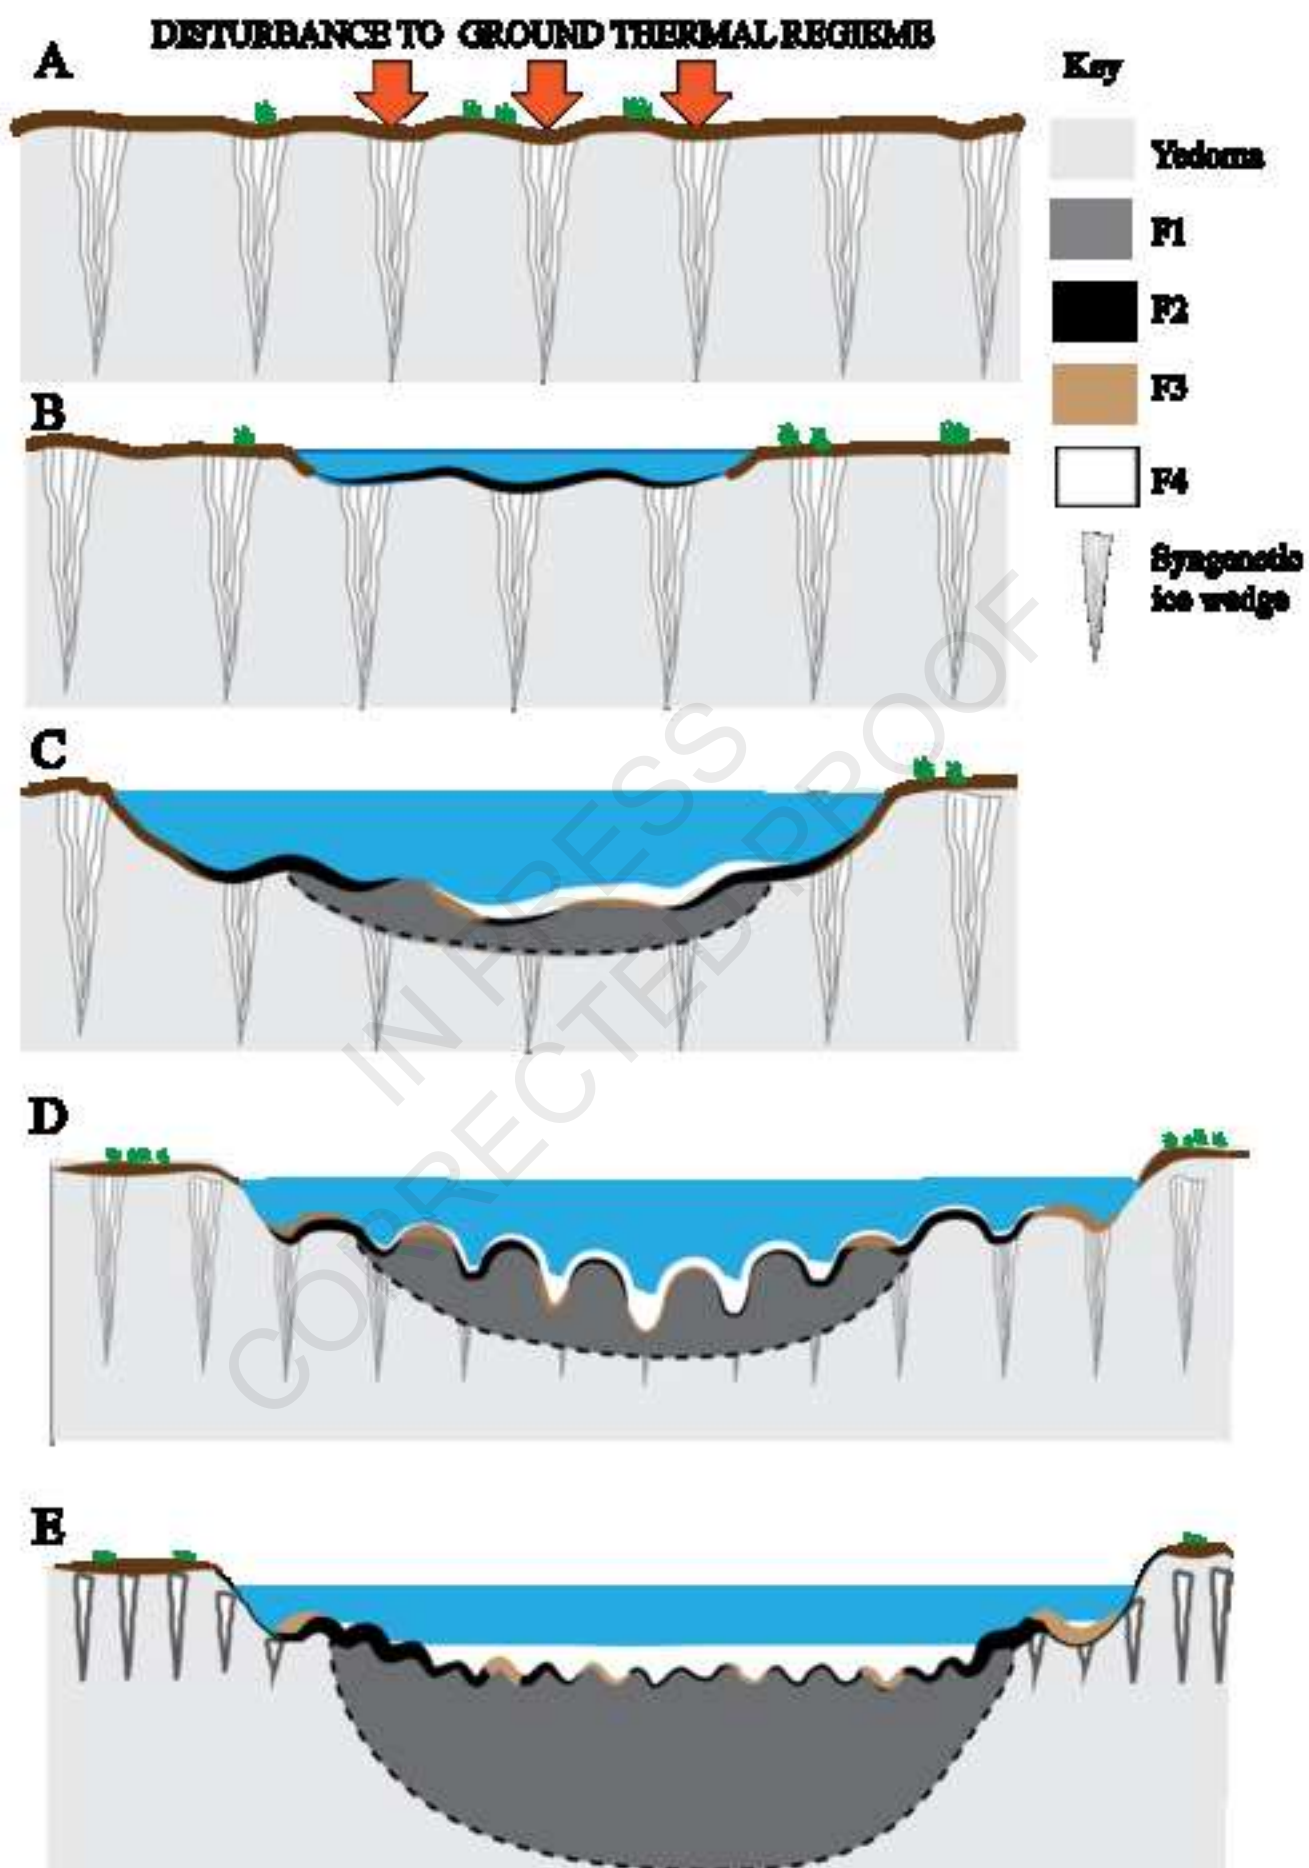 DISTURBANCE TO GROUND THERMAL REGIEME
A
Key
Yedoma
F1
F2
F3
F4
Syngenetic
ice wedge
B
C
D
E
IN PRESS
CORRECTED PROOF